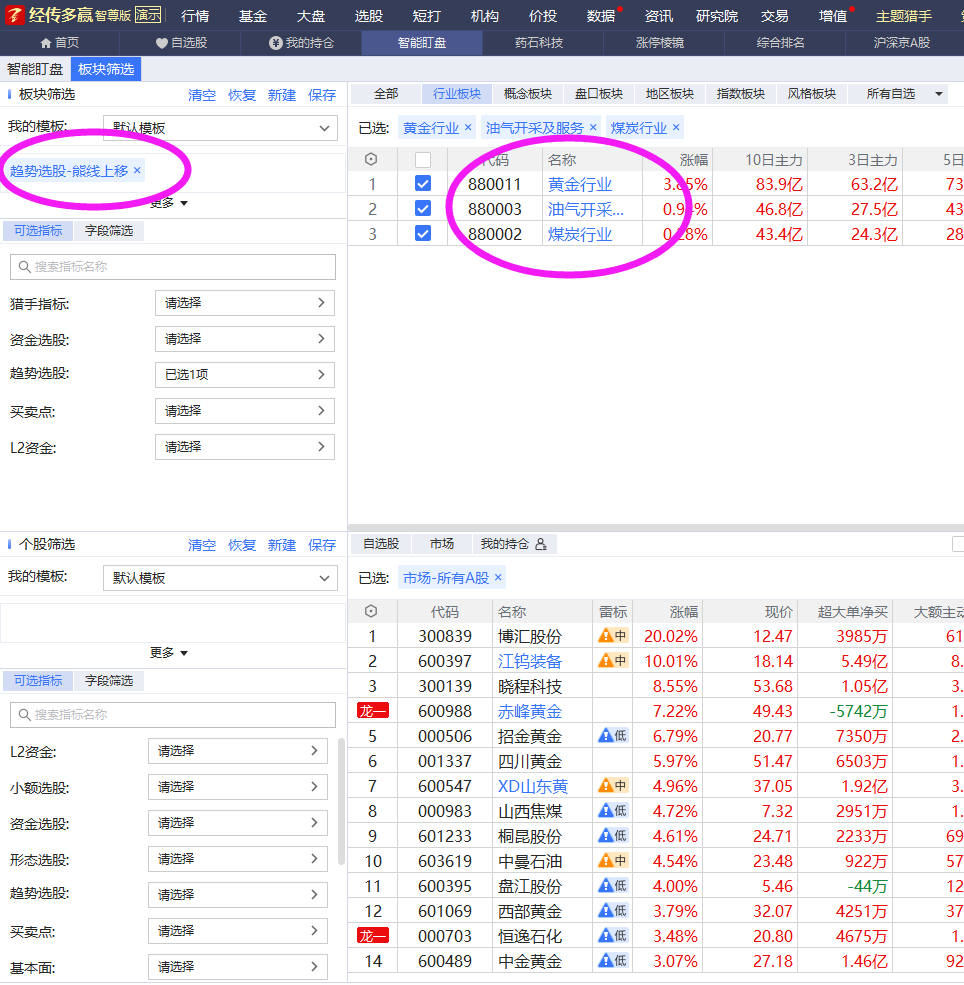 经传多赢 智尊版 演示 行情 基金 大盘 选股 短打 机构 价投 数据 资讯 研究院 交易 增值 主题猎手
首页 自选股 我的持仓 智能盯盘 药石科技 涨停棱镜 综合排名 沪深京A股
智能盯盘 板块筛选
板块筛选 清空 恢复 新建 保存
我的模板: 默认模板
趋势选股-熊线上移 ×
更多
可选指标 字段筛选
搜索指标名称
猎手指标: 请选择
资金选股: 请选择
趋势选股: 已选1项
买卖点: 请选择
L2资金: 请选择
全部 行业板块 概念板块 盘口板块 地区板块 指数板块 风格板块 所有自选
已选: 黄金行业 × 油气开采及服务 × 煤炭行业 ×
代码 名称 涨幅 10日主力 3日主力 5日
1 880011 黄金行业 3.85% 83.9亿 63.2亿 73
2 880003 油气开采... 46.8亿 27.5亿 43
3 880002 煤炭行业 0.28% 43.4亿 24.3亿 28
个股筛选 清空 恢复 新建 保存
我的模板: 默认模板
更多
可选指标 字段筛选
搜索指标名称
L2资金: 请选择
小额选股: 请选择
资金选股: 请选择
形态选股: 请选择
趋势选股: 请选择
买卖点: 请选择
基本面: 请选择
自选股 市场 我的持仓
已选: 市场-所有A股 ×
代码 名称 雷标 涨幅 现价 超大单净买 大额主动
1 300839 博汇股份 中 20.02% 12.47 3985万 61
2 600397 江钨装备 中 10.01% 18.14 5.49亿 8.
3 300139 晓程科技 8.55% 53.68 1.05亿 3.
龙一 600988 赤峰黄金 7.22% 49.43 -5742万 1.
5 000506 招金黄金 低 6.79% 20.77 7350万 2.
6 001337 四川黄金 5.97% 51.47 6503万 1.
7 600547 XD山东黄 中 4.96% 37.05 1.92亿 3.
8 000983 山西焦煤 低 4.72% 7.32 2951万 1.
9 601233 桐昆股份 低 4.61% 24.71 2233万 69
10 603619 中曼石油 中 4.54% 23.48 922万 57
11 600395 盘江股份 低 4.00% 5.46 -44万 12
12 601069 西部黄金 低 3.79% 32.07 4251万 37
龙一 000703 恒逸石化 低 3.48% 20.80 4675万 1.
14 600489 中金黄金 低 3.07% 27.18 1.46亿 92